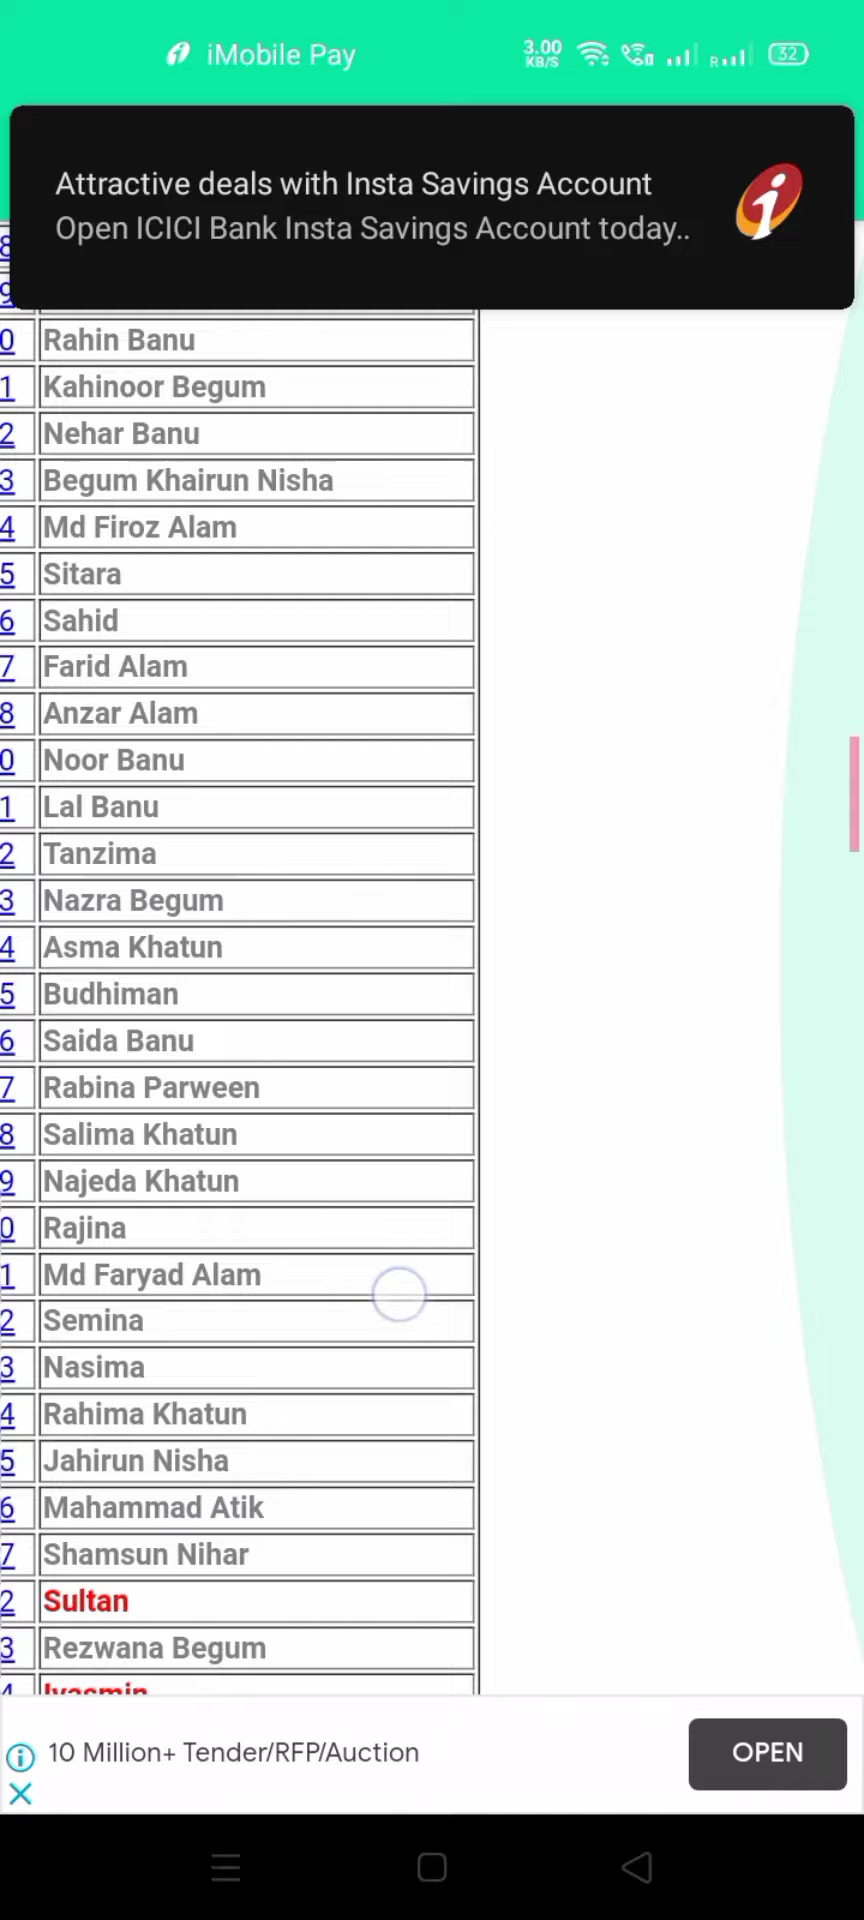 iMobile Pay 3.00 KB/S R 32
Attractive deals with Insta Savings Account
Open ICICI Bank Insta Savings Account today..
8
9
0 Rahin Banu
1 Kahinoor Begum
2 Nehar Banu
3 Begum Khairun Nisha
4 Md Firoz Alam
5 Sitara
6 Sahid
7 Farid Alam
8 Anzar Alam
0 Noor Banu
1 Lal Banu
2 Tanzima
3 Nazra Begum
4 Asma Khatun
5 Budhiman
6 Saida Banu
7 Rabina Parween
8 Salima Khatun
9 Najeda Khatun
0 Rajina
1 Md Faryad Alam
2 Semina
3 Nasima
4 Rahima Khatun
5 Jahirun Nisha
6 Mahammad Atik
7 Shamsun Nihar
2 Sultan
3 Rezwana Begum
4 Iyasmin
10 Million+ Tender/RFP/Auction OPEN